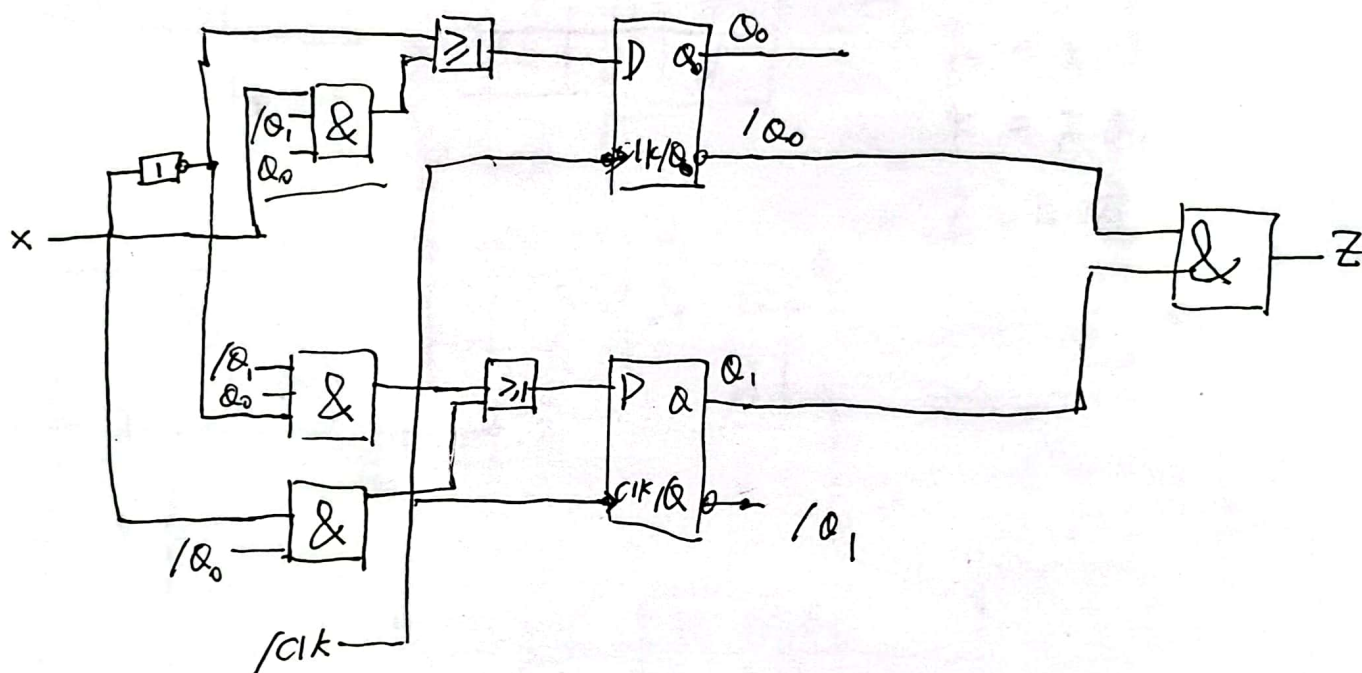 ≥1
D
Q₀
Q₀
/Q₁
Q₀
&
Clk/Q₀
/Q₀
1
X
&
Z
/Q₁
Q₀
&
≥1
D
Q
Q₁
Clk/Q
/Q₁
&
/Q₀
/Clk